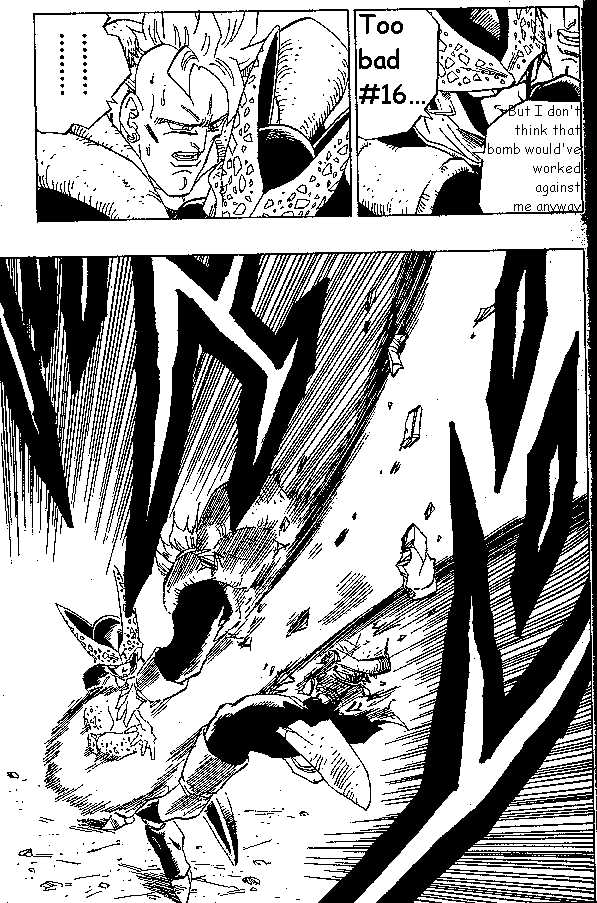 Too
bad
#16...
But I don't
think that
bomb would've
worked
against
me anyway
.......
.......